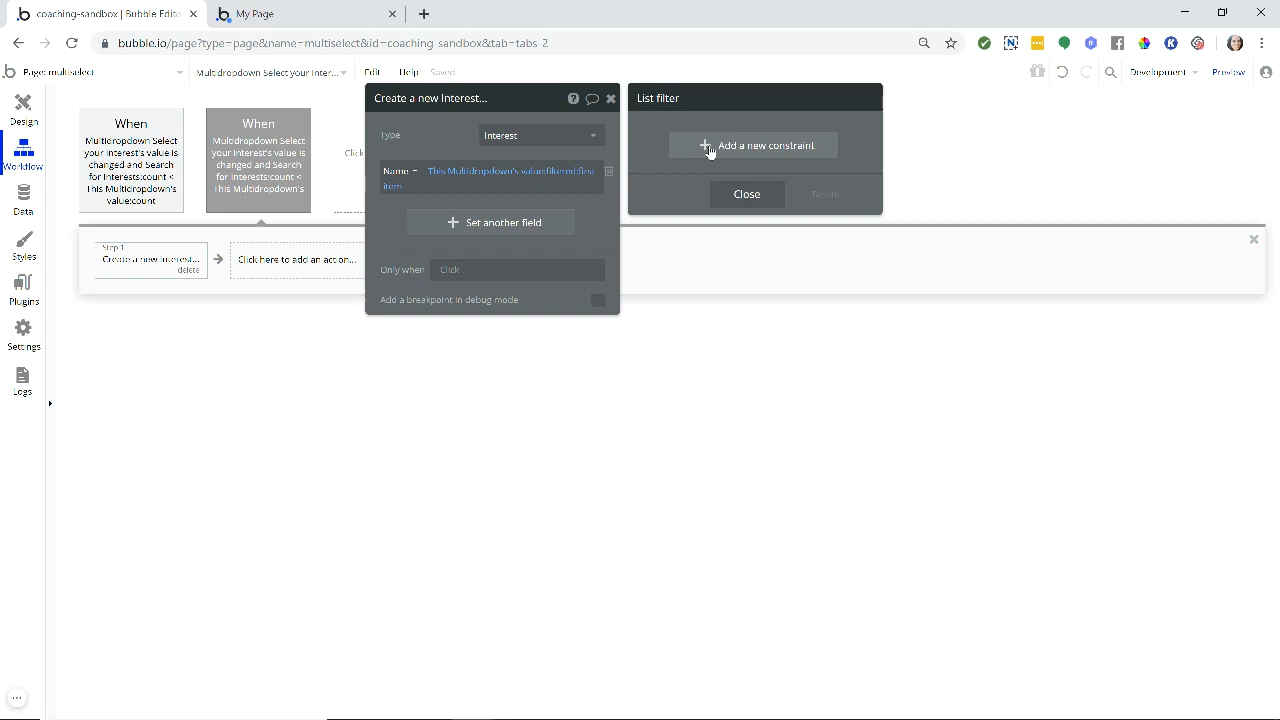 coaching-sandbox | Bubble Edito
My Page
bubble.io/page?type=page&name=multiselect&id=coaching_sandbox&tab=tabs-2
Page: multiselect
Multidropdown Select your Inter...
Edit
Help
Saved
Development
Preview
Design
Workflow
Data
Styles
Plugins
Settings
Logs
When
Multidropdown Select
your interest's value is
changed and Search
for Interests:count <
This Multidropdown's
value:count
When
Multidropdown Select
your interest's value is
changed and Search
for Interests:count <
This Multidropdown's
Click
Step 1
Create a new Interest...
delete
Click here to add an action...
Create a new Interest...
Type
Interest
Name =
This Multidropdown's value:filtered:first
item
Set another field
Only when
Click
Add a breakpoint in debug mode
List filter
Add a new constraint
Close
Delete